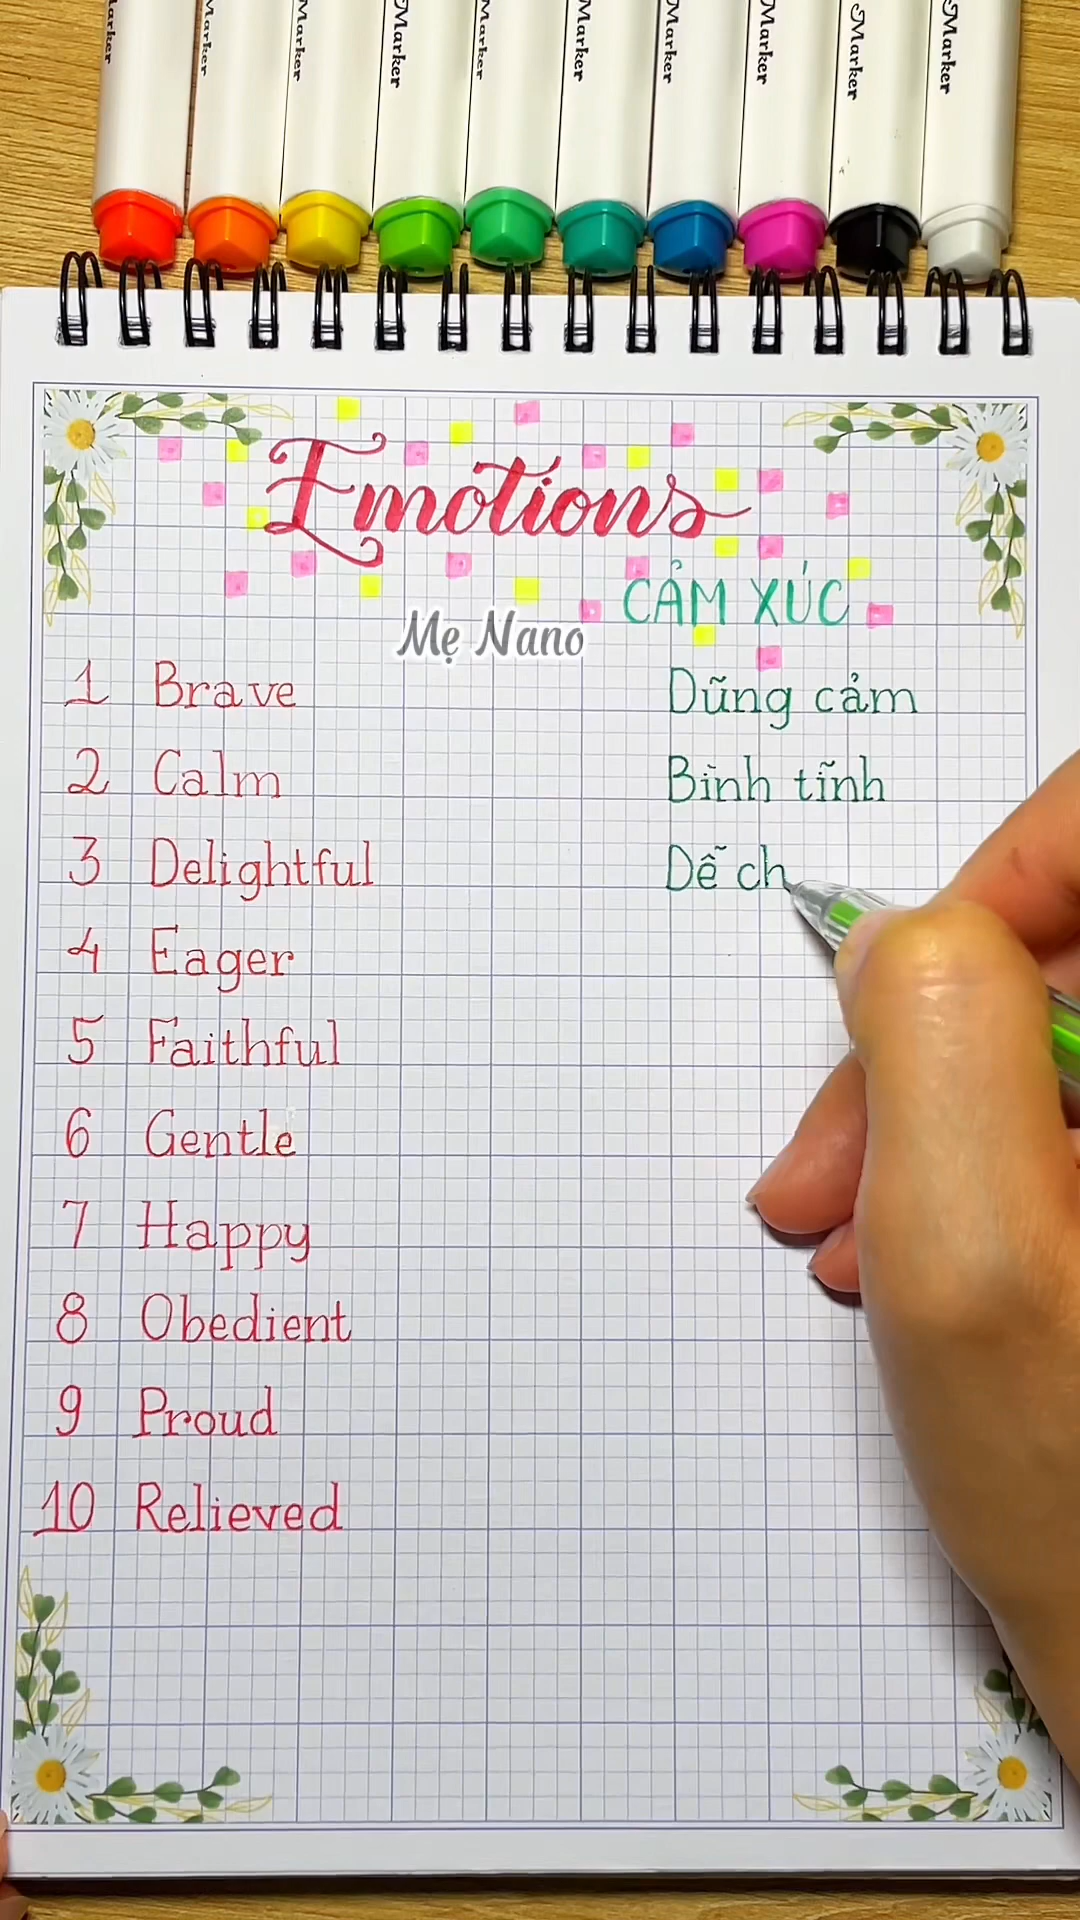 Marker Marker Marker Marker Marker Marker Marker Marker Marker Marker
Emotions
CẢM XÚC
Mẹ Nano
1 Brave Dũng cảm
2 Calm Bình tĩnh
3 Delightful Dễ ch
4 Eager
5 Faithful
6 Gentle
7 Happy
8 Obedient
9 Proud
10 Relieved